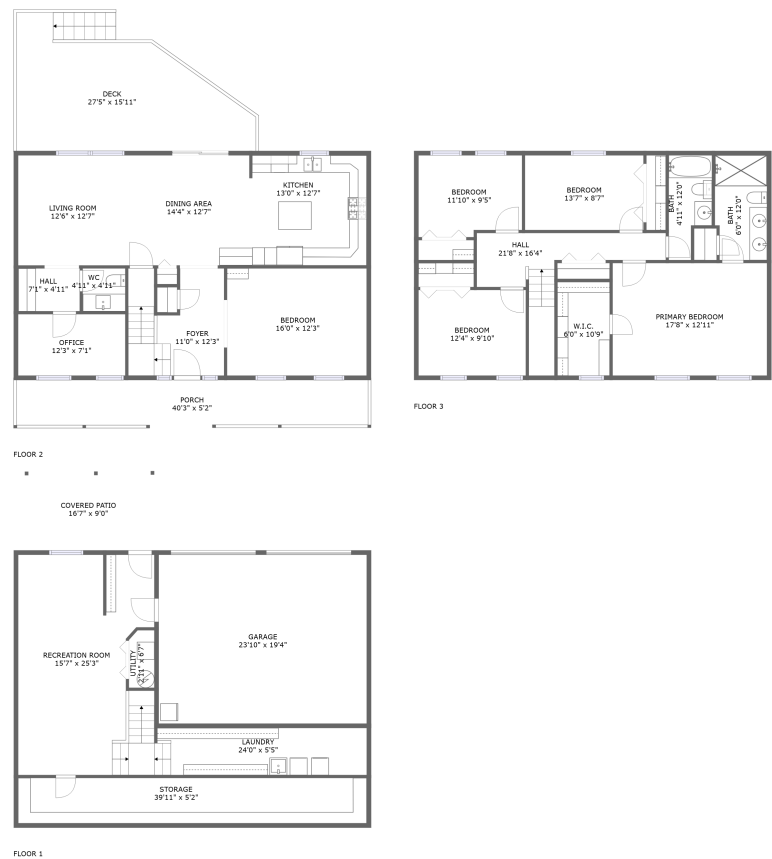 DECK
27'5" x 15'11"
LIVING ROOM
12'6" x 12'7"
DINING AREA
14'4" x 12'7"
KITCHEN
13'0" x 12'7"
HALL
7'1" x 4'11"
WC
4'11" x 4'11"
OFFICE
12'3" x 7'1"
FOYER
11'0" x 12'3"
BEDROOM
16'0" x 12'3"
PORCH
40'3" x 5'2"
FLOOR 2
BEDROOM
11'10" x 9'5"
BEDROOM
13'7" x 8'7"
BATH
4'11" x 12'0"
BATH
6'0" x 12'0"
HALL
21'8" x 16'4"
BEDROOM
12'4" x 9'10"
W.I.C.
6'0" x 10'9"
PRIMARY BEDROOM
17'8" x 12'11"
FLOOR 3
COVERED PATIO
16'7" x 9'0"
RECREATION ROOM
15'7" x 25'3"
UTILITY
2'11" x 6'7"
GARAGE
23'10" x 19'4"
LAUNDRY
24'0" x 5'5"
STORAGE
39'11" x 5'2"
FLOOR 1